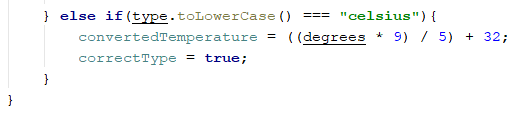 } else if(type.toLowerCase() === "celsius"){
convertedTemperature = ((degrees * 9) / 5) + 32;
correctType = true;
}
}